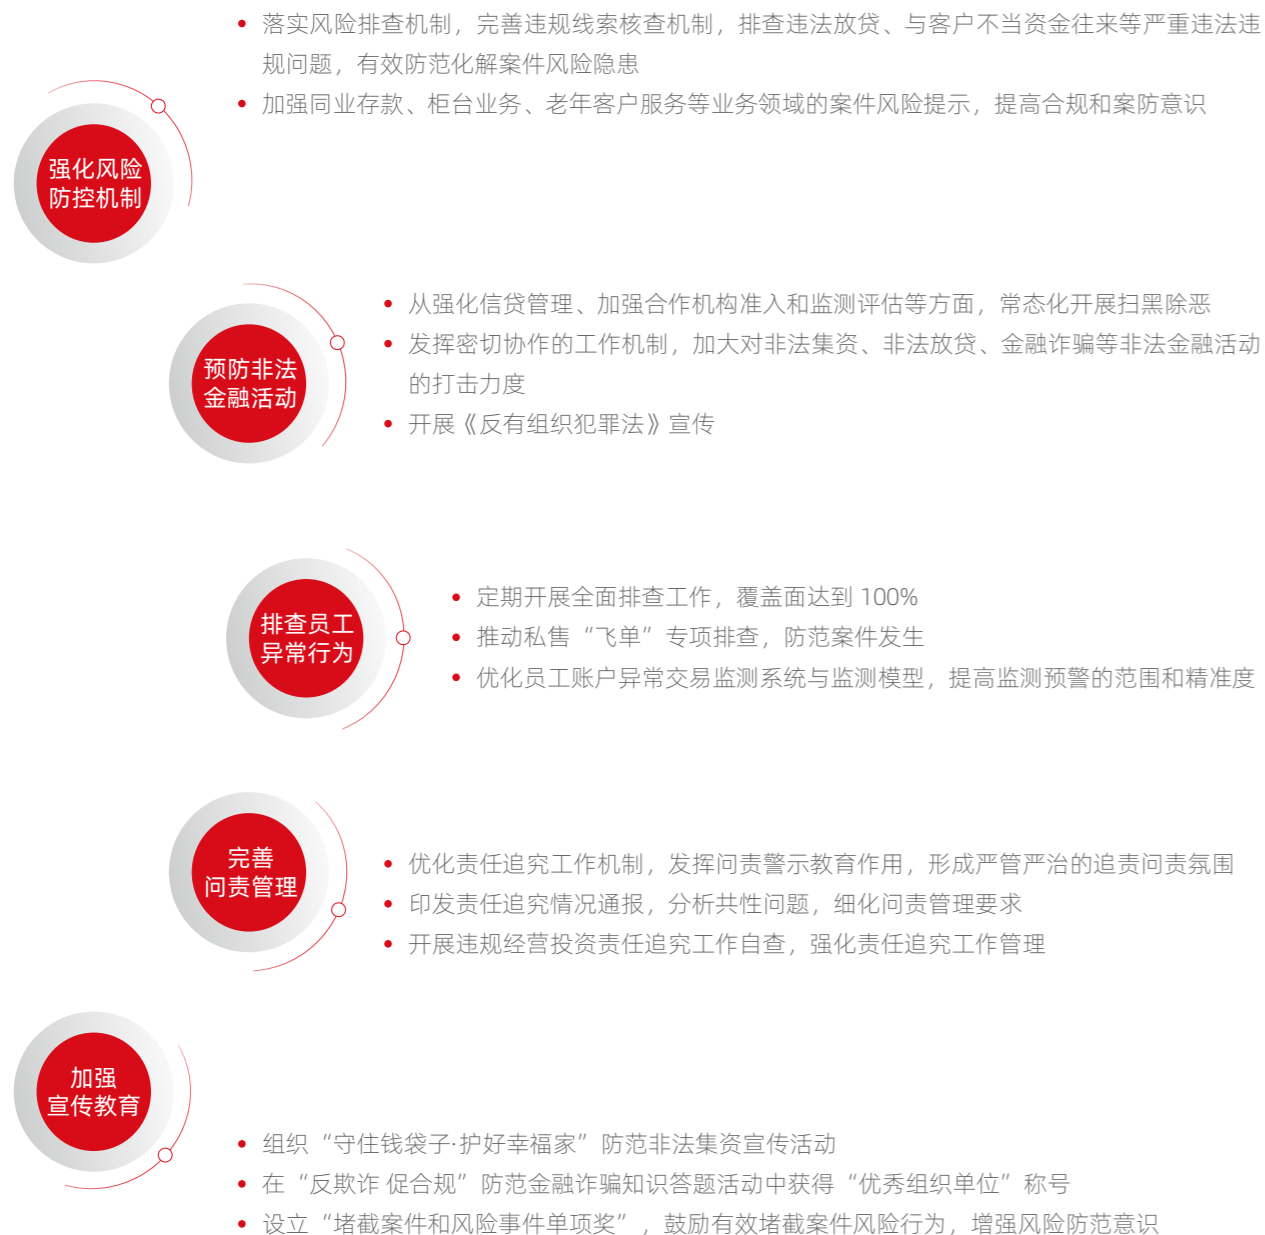 落实风险排查机制，完善违规线索核查机制，排查违法放贷、与客户不当资金往来等严重违法违
规问题，有效防范化解案件风险隐患
加强同业存款、柜台业务、老年客户服务等业务领域的案件风险提示，提高合规和案防意识
强化风险
防控机制
从强化信贷管理、加强合作机构准入和监测评估等方面，常态化开展扫黑除恶
发挥密切协作的工作机制，加大对非法集资、非法放贷、金融诈骗等非法金融活动
的打击力度
开展《反有组织犯罪法》宣传
预防非法
金融活动
定期开展全面排查工作，覆盖面达到 100%
推动私售“飞单”专项排查，防范案件发生
优化员工账户异常交易监测系统与监测模型，提高监测预警的范围和精准度
排查员工
异常行为
完善
问责管理
优化责任追究工作机制，发挥问责警示教育作用，形成严管严治的追责问责氛围
印发责任追究情况通报，分析共性问题，细化问责管理要求
开展违规经营投资责任追究工作自查，强化责任追究工作管理
加强
宣传教育
组织“守住钱袋子·护好幸福家”防范非法集资宣传活动
在“反欺诈 促合规”防范金融诈骗知识答题活动中获得“优秀组织单位”称号
设立“堵截案件和风险事件单项奖”，鼓励有效堵截案件风险行为，增强风险防范意识